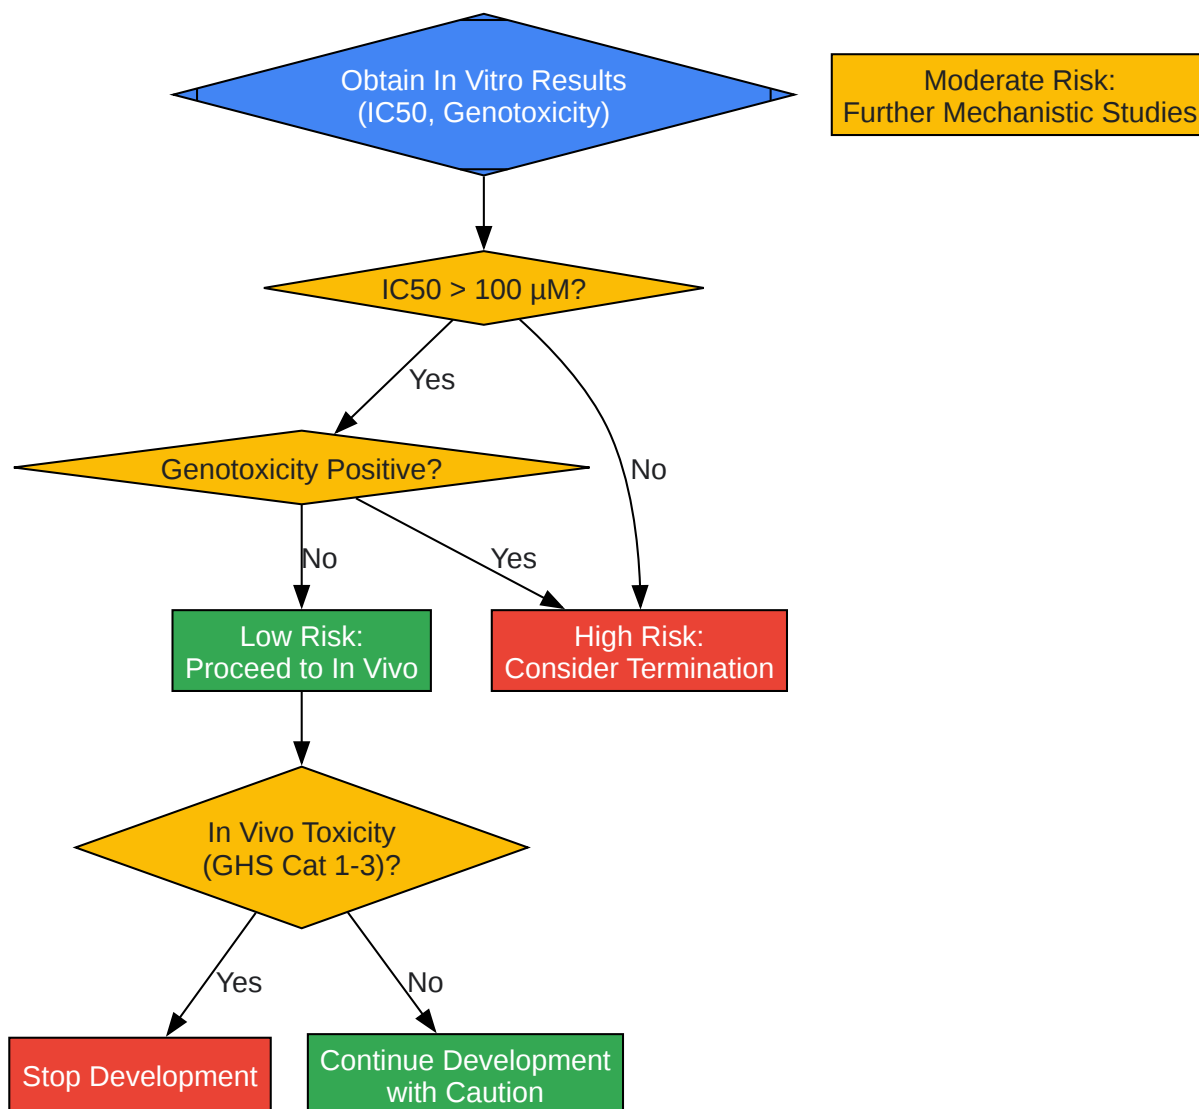 Obtain In Vitro Results
(IC50, Genotoxicity)
Moderate Risk:
Further Mechanistic Studies
IC50 > 100 µM?
Yes
No
Genotoxicity Positive?
No
Yes
Low Risk:
Proceed to In Vivo
High Risk:
Consider Termination
In Vivo Toxicity
(GHS Cat 1-3)?
Yes
No
Stop Development
Continue Development
with Caution